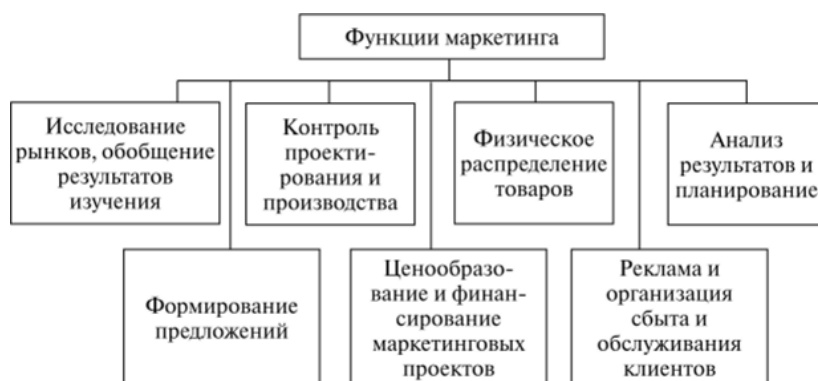 Функции маркетинга
Исследование
рынков, обобщение
результатов
изучения
Контроль
проекти-
рования и
производства
Физическое
распределение
товаров
Анализ
результатов и
планирование
Формирование
предложений
Ценообразо-
вание и финан-
сирование
маркетинговых
проектов
Реклама и
организация
сбыта и
обслуживания
клиентов